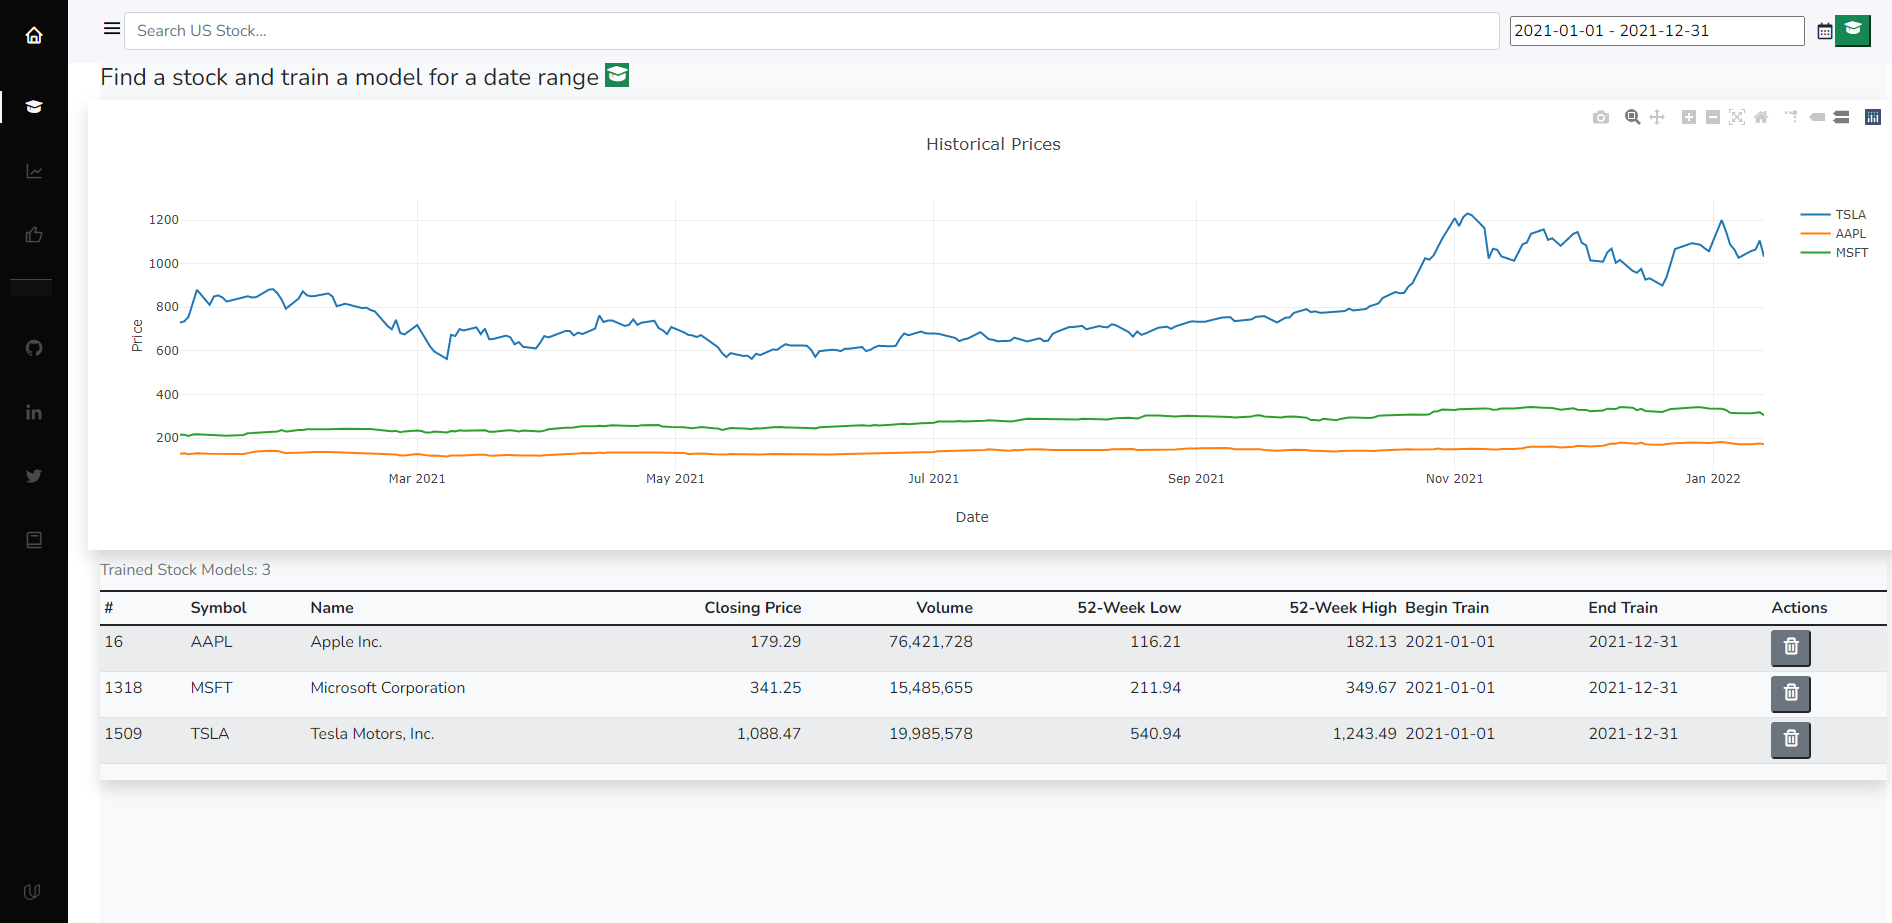 Search US Stock...
2021-01-01 - 2021-12-31
Find a stock and train a model for a date range
Historical Prices
1200
1000
800
600
400
200
Price
TSLA
AAPL
MSFT
Mar 2021 May 2021 Jul 2021 Sep 2021 Nov 2021 Jan 2022
Date
Trained Stock Models: 3
# Symbol Name Closing Price Volume 52-Week Low 52-Week High Begin Train End Train Actions
16 AAPL Apple Inc. 179.29 76,421,728 116.21 182.13 2021-01-01 2021-12-31
1318 MSFT Microsoft Corporation 341.25 15,485,655 211.94 349.67 2021-01-01 2021-12-31
1509 TSLA Tesla Motors, Inc. 1,088.47 19,985,578 540.94 1,243.49 2021-01-01 2021-12-31